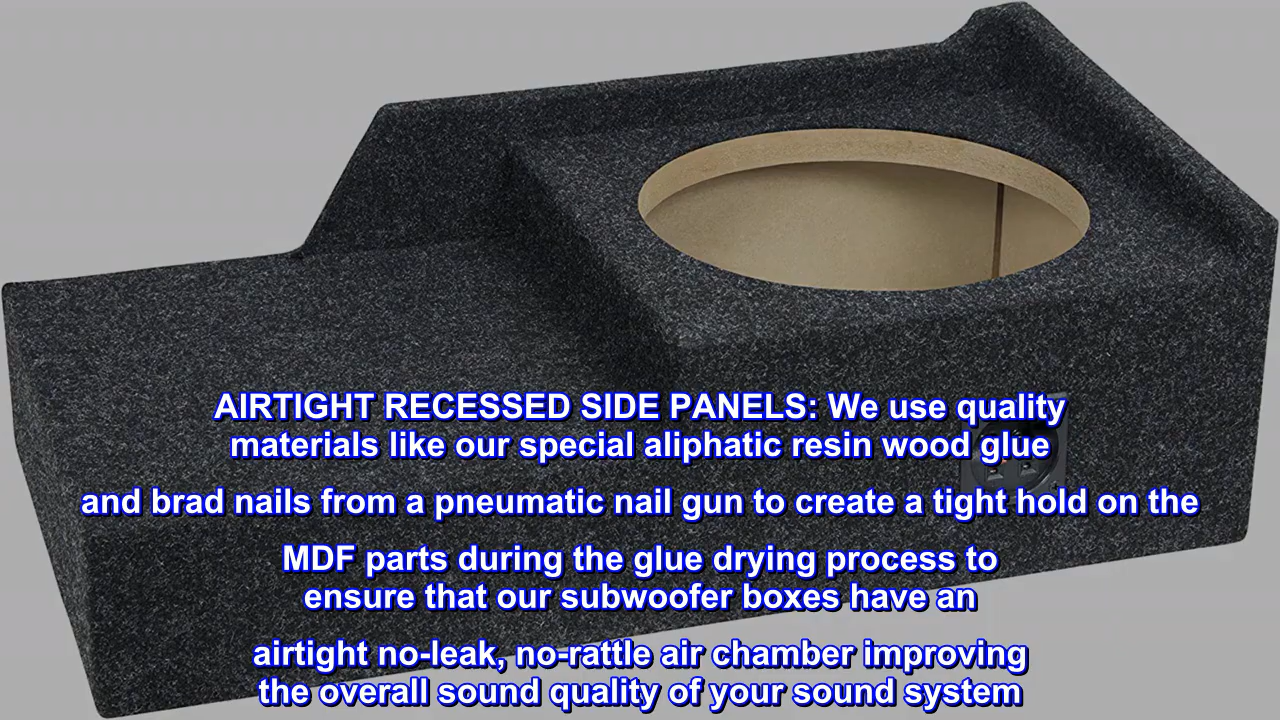 AIRTIGHT RECESSED SIDE PANELS: We use quality
materials like our special aliphatic resin wood glue
and brad nails from a pneumatic nail gun to create a tight hold on the
MDF parts during the glue drying process to
ensure that our subwoofer boxes have an
airtight no-leak, no-rattle air chamber improving
the overall sound quality of your sound system